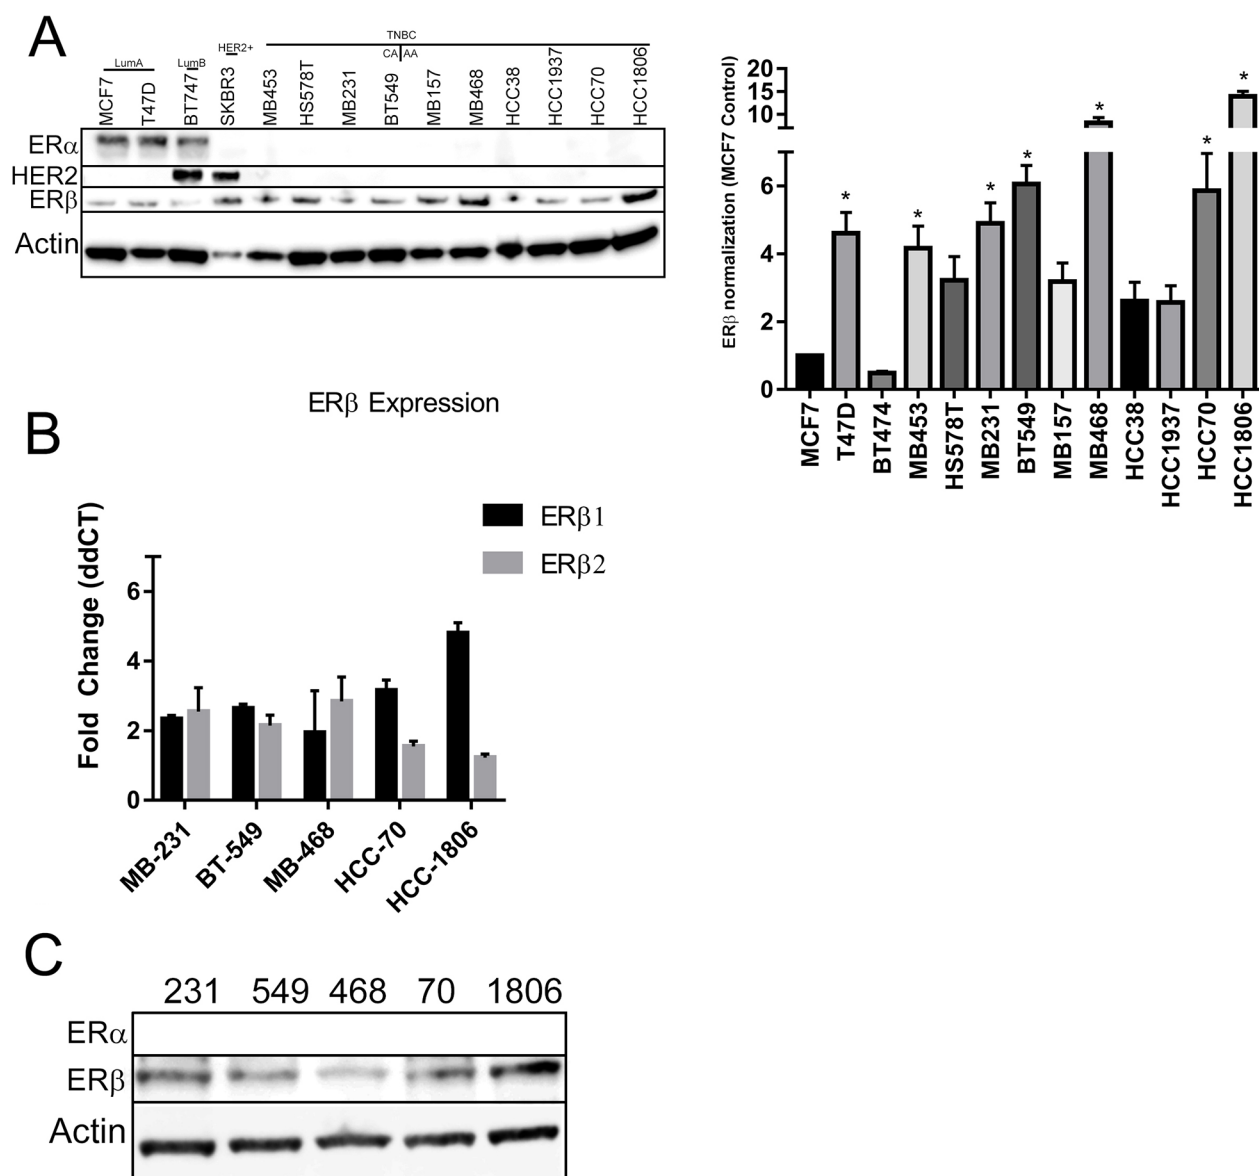 A
TNBC
HER2+
CA AA
LumA
LumB
MCF7
T47D
BT747
SKBR3
MB453
HS578T
MB231
BT549
MB157
MB468
HCC38
HCC1937
HCC70
HCC1806
ERα
HER2
ERβ
Actin
ERβ normalization (MCF7 Control)
20
15
10
6
4
2
0
*
*
*
*
*
*
*
MCF7
T47D
BT474
MB453
HS578T
MB231
BT549
MB157
MB468
HCC38
HCC1937
HCC70
HCC1806
B
ERβ Expression
ERβ1
ERβ2
Fold Change (ddCT)
6
4
2
0
MB-231
BT-549
MB-468
HCC-70
HCC-1806
C
231 549 468 70 1806
ERα
ERβ
Actin